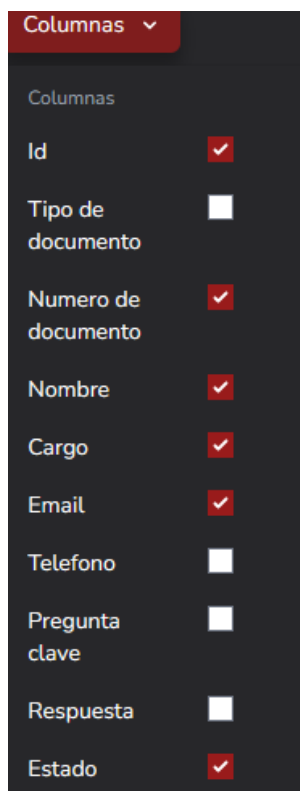 Columnas
Columnas
Id
Tipo de
documento
Numero de
documento
Nombre
Cargo
Email
Telefono
Pregunta
clave
Respuesta
Estado